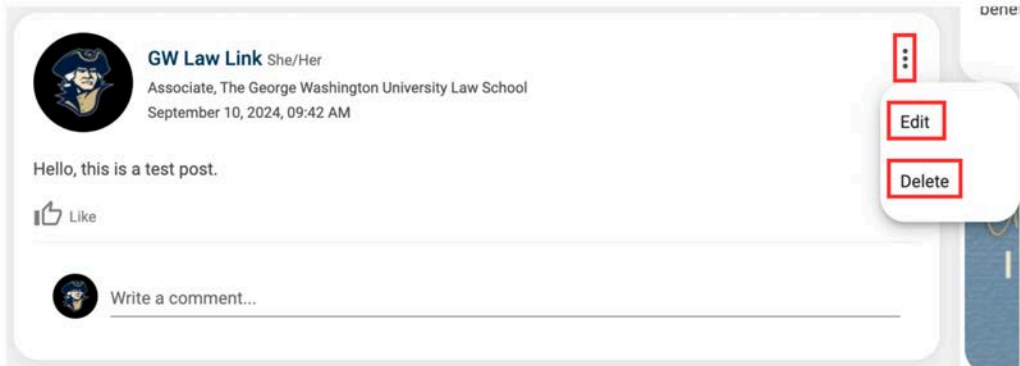 GW Law Link She/Her
Associate, The George Washington University Law School
September 10, 2024, 09:42 AM
Edit
Delete
Hello, this is a test post.
Like
Write a comment...